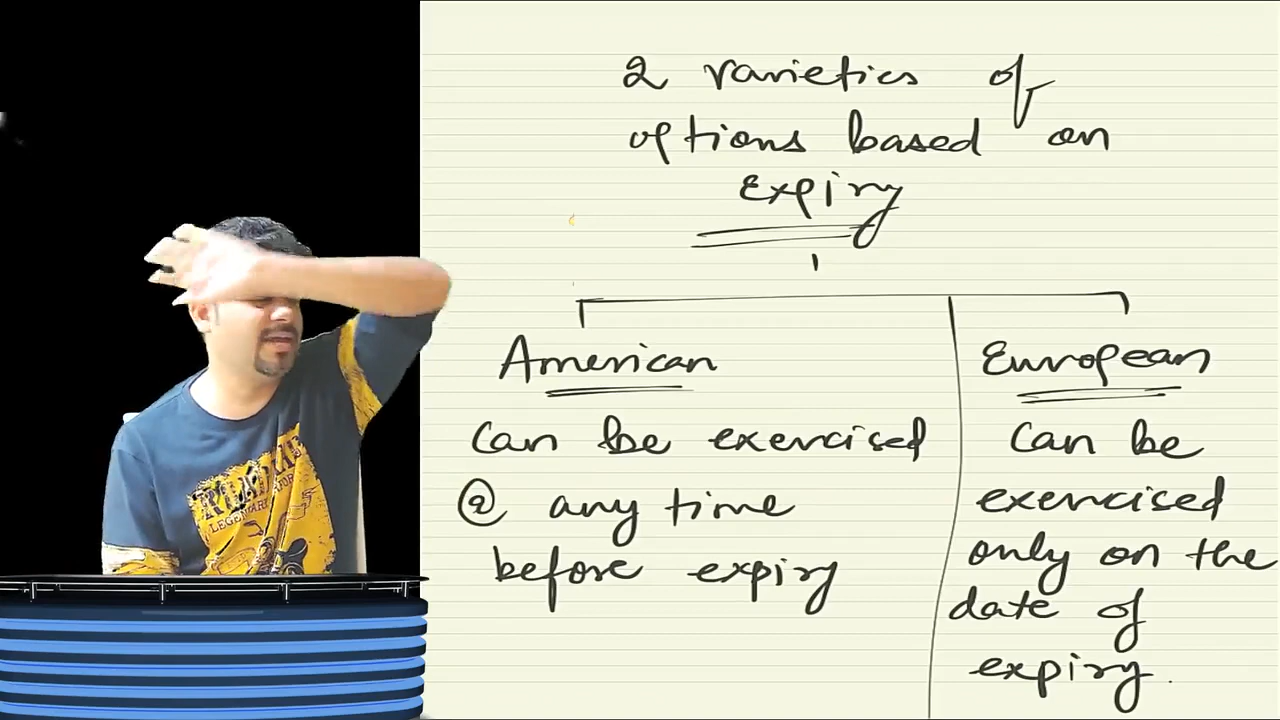 2 varieties of
options based on
Expiry
American
can be exercised
@ any time
before expiry
European
can be
exercised
only on the
date of
expiry.
LEGENDARY